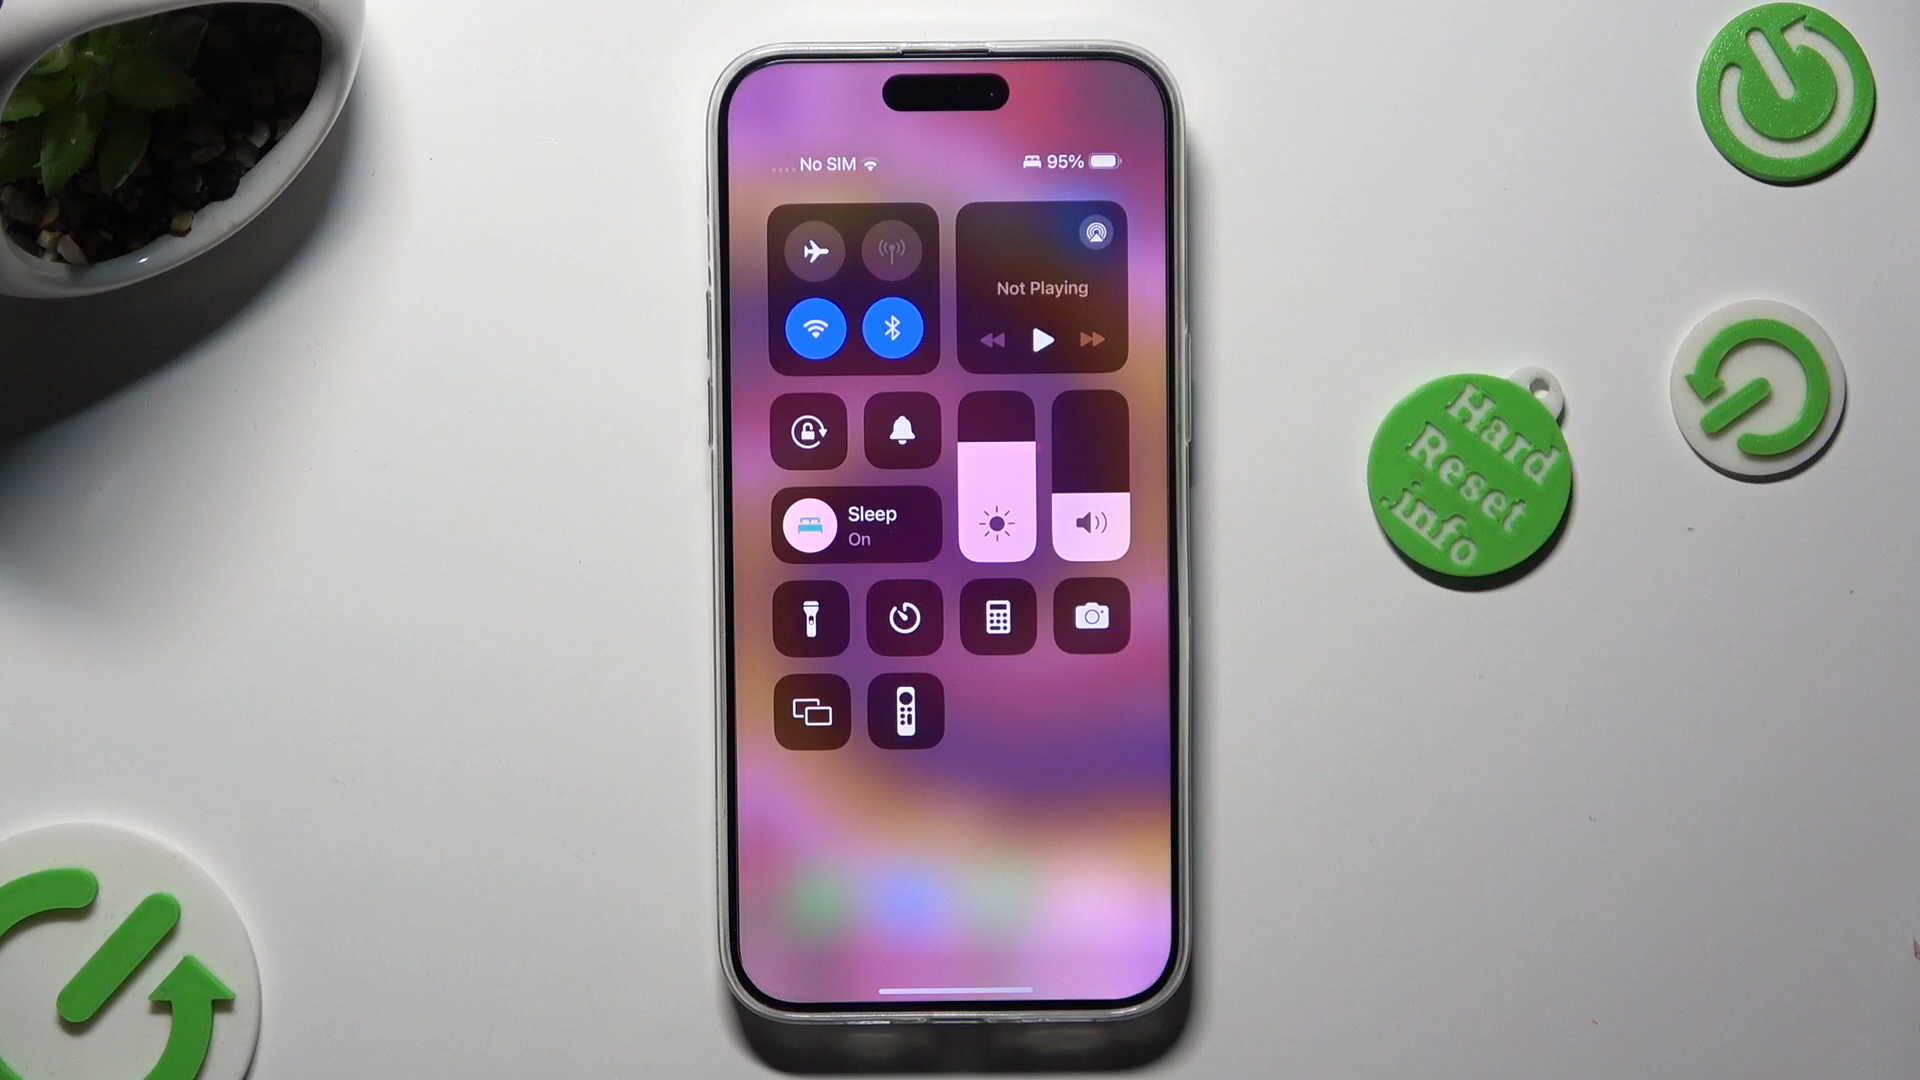 No SIM
95%
Not Playing
Sleep
On
Hard
Reset
.info